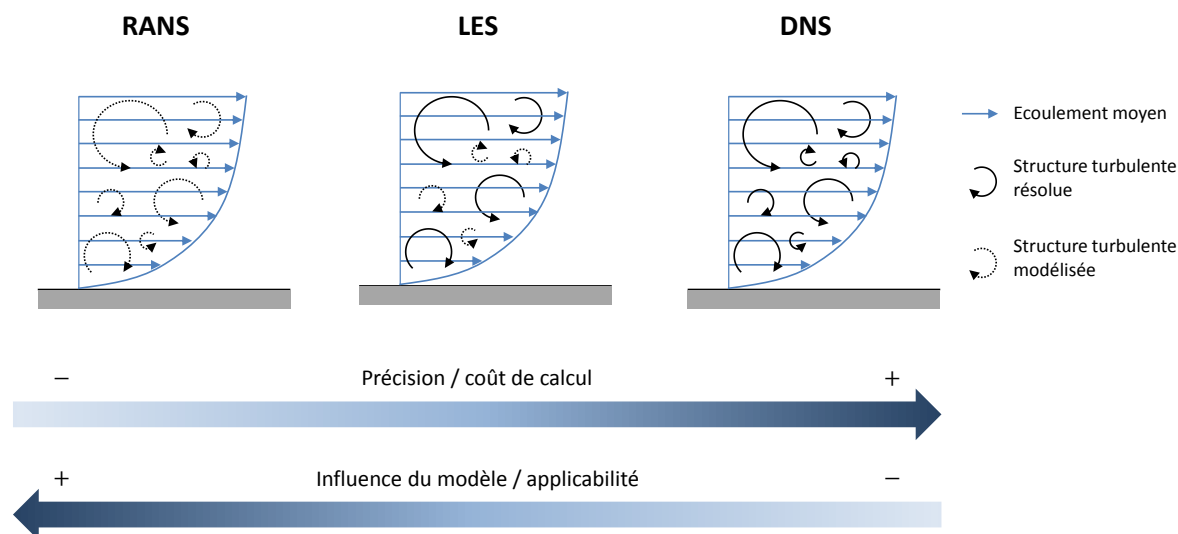 RANS
LES
DNS
Ecoulement moyen
Structure turbulente
résolue
Structure turbulente
modélisée
− Précision / coût de calcul +
+ Influence du modèle / applicabilité −